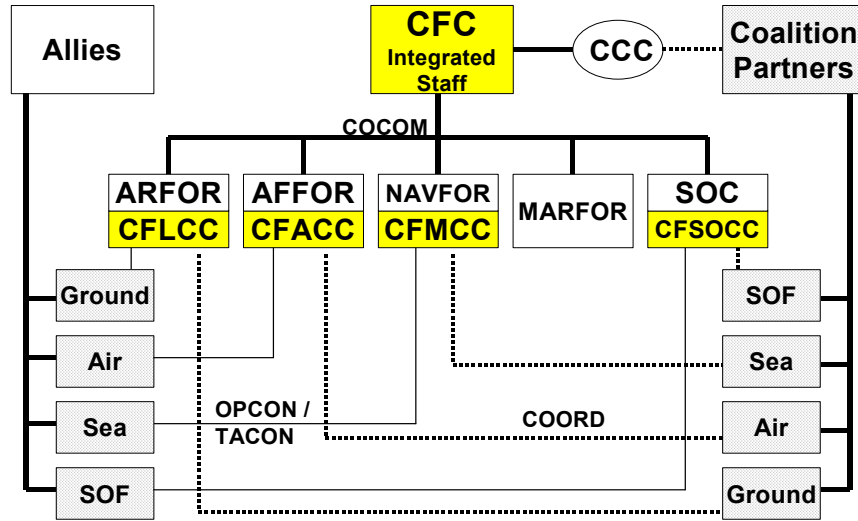 Allies
CFC
Integrated
Staff
CCC
Coalition
Partners
COCOM
ARFOR
CFLCC
AFFOR
CFACC
NAVFOR
CFMCC
MARFOR
SOC
CFSOCC
Ground
SOF
Air
Sea
Sea
OPCON /
TACON
COORD
Air
SOF
Ground